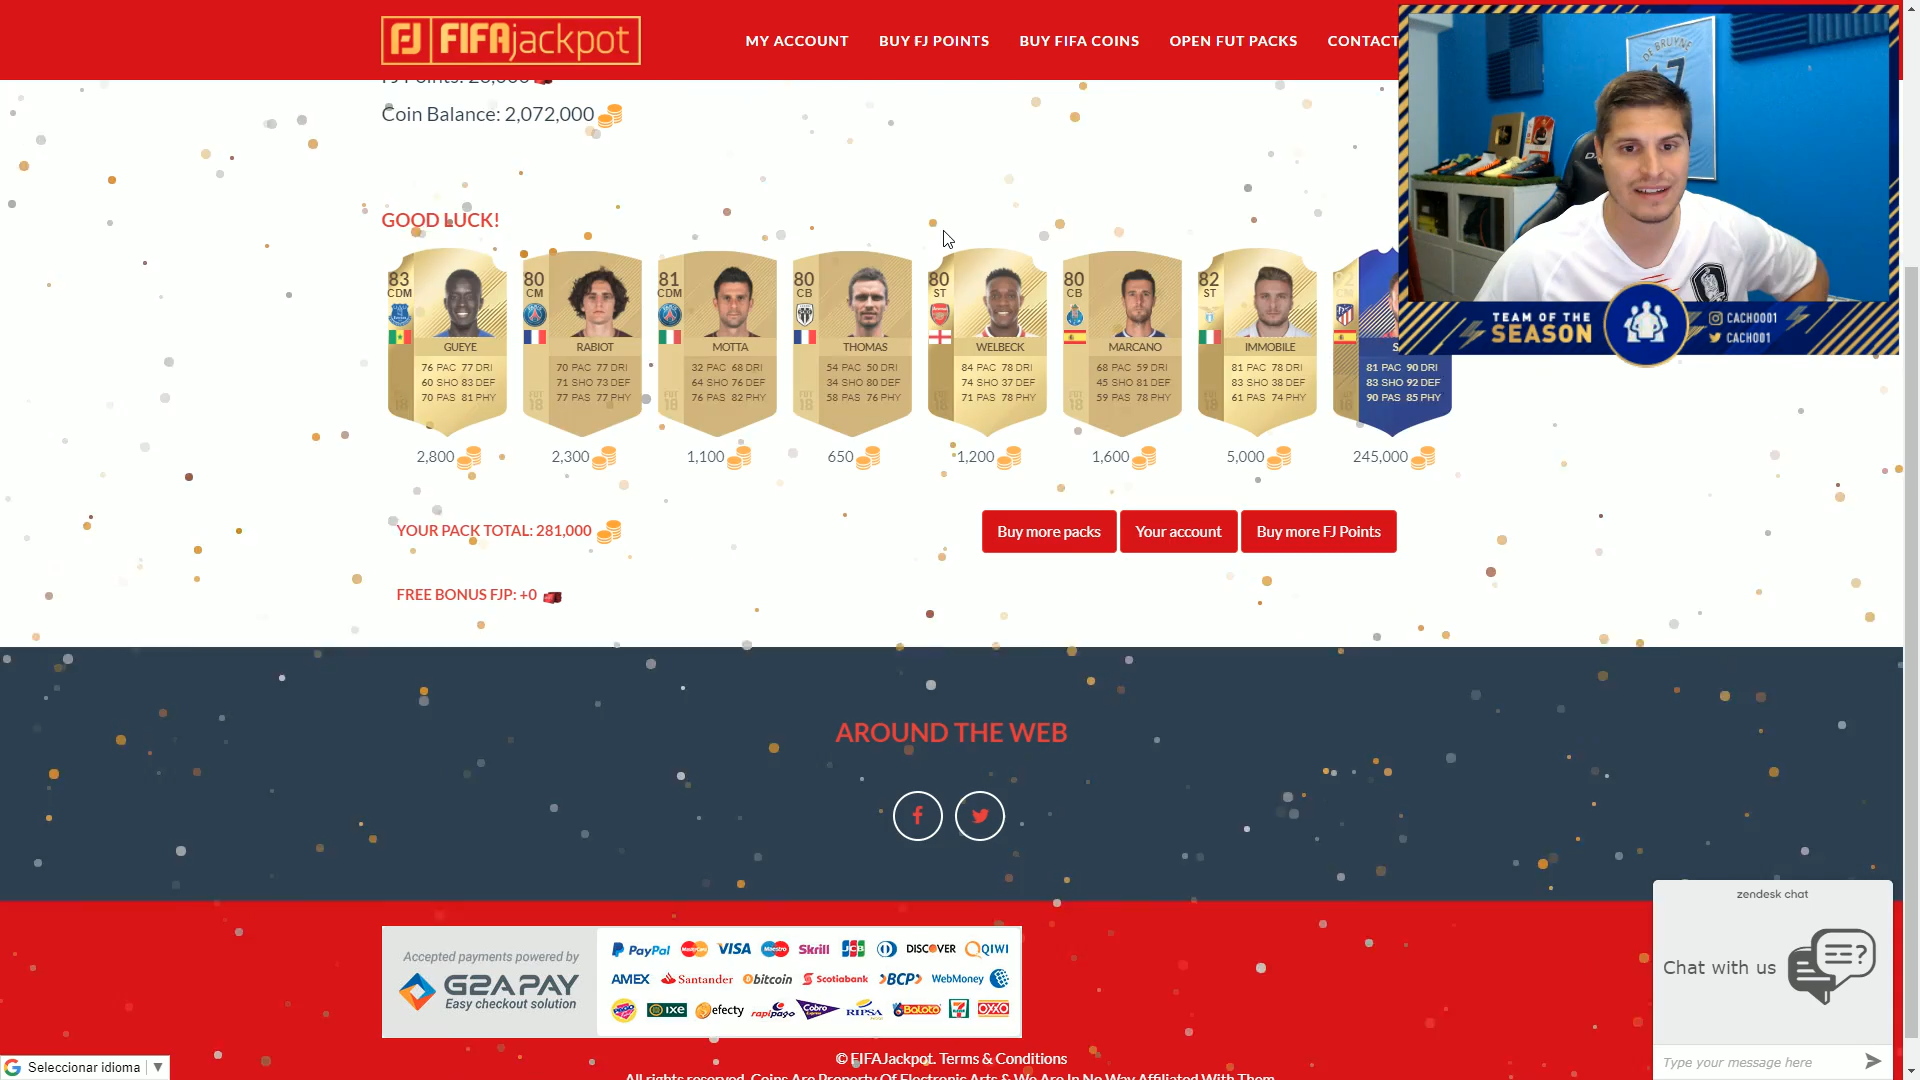 FJ FIFAjackpot
MY ACCOUNT BUY FJ POINTS BUY FIFA COINS OPEN FUT PACKS CONTACT
Coin Balance: 2,072,000
GOOD LUCK!
83 CDM GUEYE
76 PAC 77 DRI
60 SHO 83 DEF
70 PAS 81 PHY
2,800
80 CM RABIOT
70 PAC 77 DRI
71 SHO 73 DEF
77 PAS 77 PHY
2,300
81 CDM MOTTA
32 PAC 68 DRI
64 SHO 76 DEF
76 PAS 82 PHY
1,100
80 CB THOMAS
54 PAC 50 DRI
34 SHO 80 DEF
58 PAS 76 PHY
650
80 ST WELBECK
84 PAC 78 DRI
74 SHO 37 DEF
71 PAS 78 PHY
1,200
80 CB MARCANO
68 PAC 59 DRI
45 SHO 81 DEF
59 PAS 78 PHY
1,600
82 ST IMMOBILE
81 PAC 78 DRI
83 SHO 38 DEF
61 PAS 74 PHY
5,000
81 PAC 90 DRI
83 SHO 92 DEF
90 PAS 85 PHY
245,000
DE BRUYNE
17
TEAM OF THE
SEASON
CACHO001
CACHO01
YOUR PACK TOTAL: 281,000
Buy more packs Your account Buy more FJ Points
FREE BONUS FJP: +0
AROUND THE WEB
Accepted payments powered by
G2A PAY
Easy checkout solution
PayPal MasterCard VISA Maestro Skrill JCB DISCOVER QIWI
AMEX Santander bitcoin Scotiabank BCP WebMoney
IXE efecty rapipago Cobro RIPSA Baloto OXXO
© FIFAJackpot. Terms & Conditions
All rights reserved. Coins Are Property Of Electronic Arts & We Are In No Way Affiliated With Them
zendesk chat
Chat with us
Type your message here
Seleccionar idioma ▼